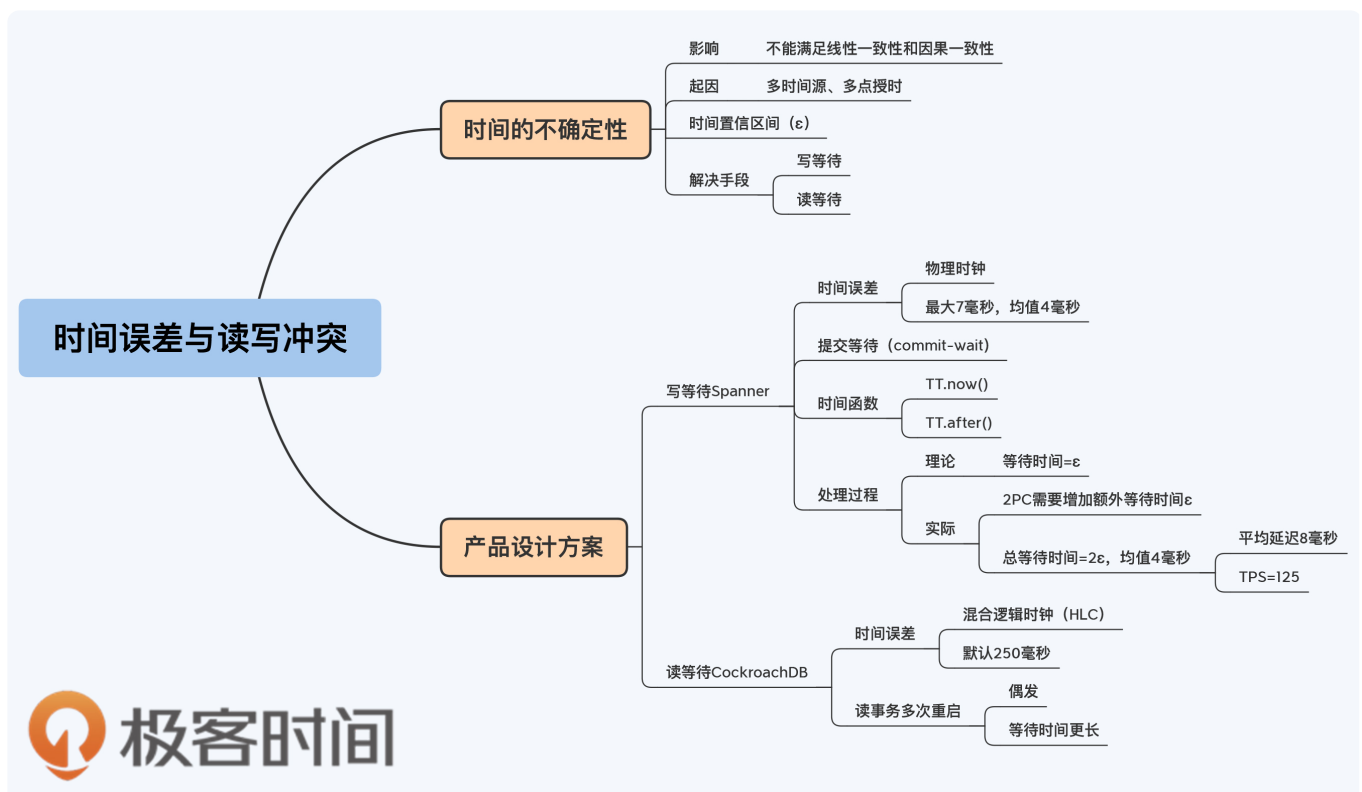 时间误差与读写冲突
时间的不确定性
影响
不能满足线性一致性和因果一致性
起因
多时间源、多点授时
时间置信区间（ε）
解决手段
写等待
读等待
产品设计方案
写等待Spanner
时间误差
物理时钟
最大7毫秒，均值4毫秒
提交等待（commit-wait）
时间函数
TT.now()
TT.after()
处理过程
理论
等待时间=ε
实际
2PC需要增加额外等待时间ε
总等待时间=2ε，均值4毫秒
平均延迟8毫秒
TPS=125
读等待CockroachDB
时间误差
混合逻辑时钟（HLC）
默认250毫秒
读事务多次重启
偶发
等待时间更长
极客时间